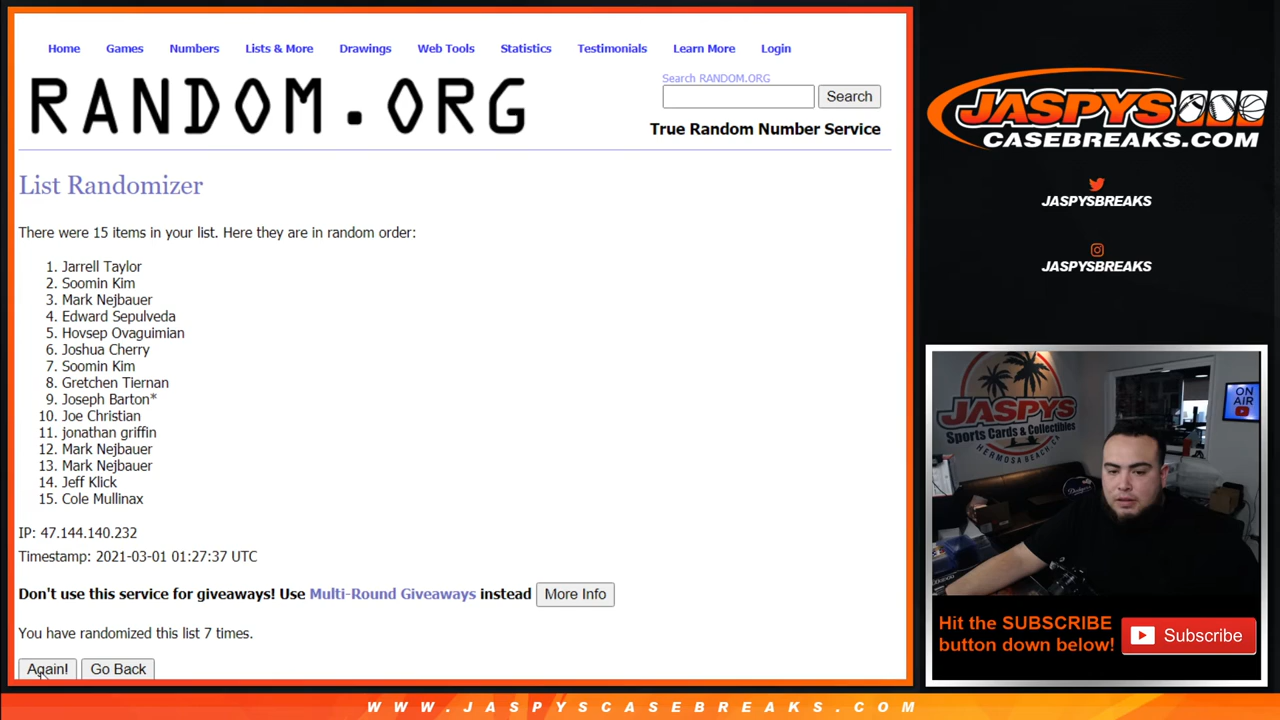 Home Games Numbers Lists & More Drawings Web Tools Statistics Testimonials Learn More Login
RANDOM.ORG
Search RANDOM.ORG
Search
True Random Number Service
List Randomizer
There were 15 items in your list. Here they are in random order:
1. Jarrell Taylor
2. Soomin Kim
3. Mark Nejbauer
4. Edward Sepulveda
5. Hovsep Ovaguimian
6. Joshua Cherry
7. Soomin Kim
8. Gretchen Tiernan
9. Joseph Barton*
10. Joe Christian
11. jonathan griffin
12. Mark Nejbauer
13. Mark Nejbauer
14. Jeff Klick
15. Cole Mullinax
IP: 47.144.140.232
Timestamp: 2021-03-01 01:27:37 UTC
Don't use this service for giveaways! Use Multi-Round Giveaways instead More Info
You have randomized this list 7 times.
Again! Go Back
JASPYS
CASEBREAKS.COM
JASPYSBREAKS
JASPYSBREAKS
JASPYS
Sports Cards & Collectibles
HERMOSA BEACH CA
ON
AIR
Dodgers
Hit the SUBSCRIBE
button down below!
Subscribe
WWW.JASPYSCASEBREAKS.COM